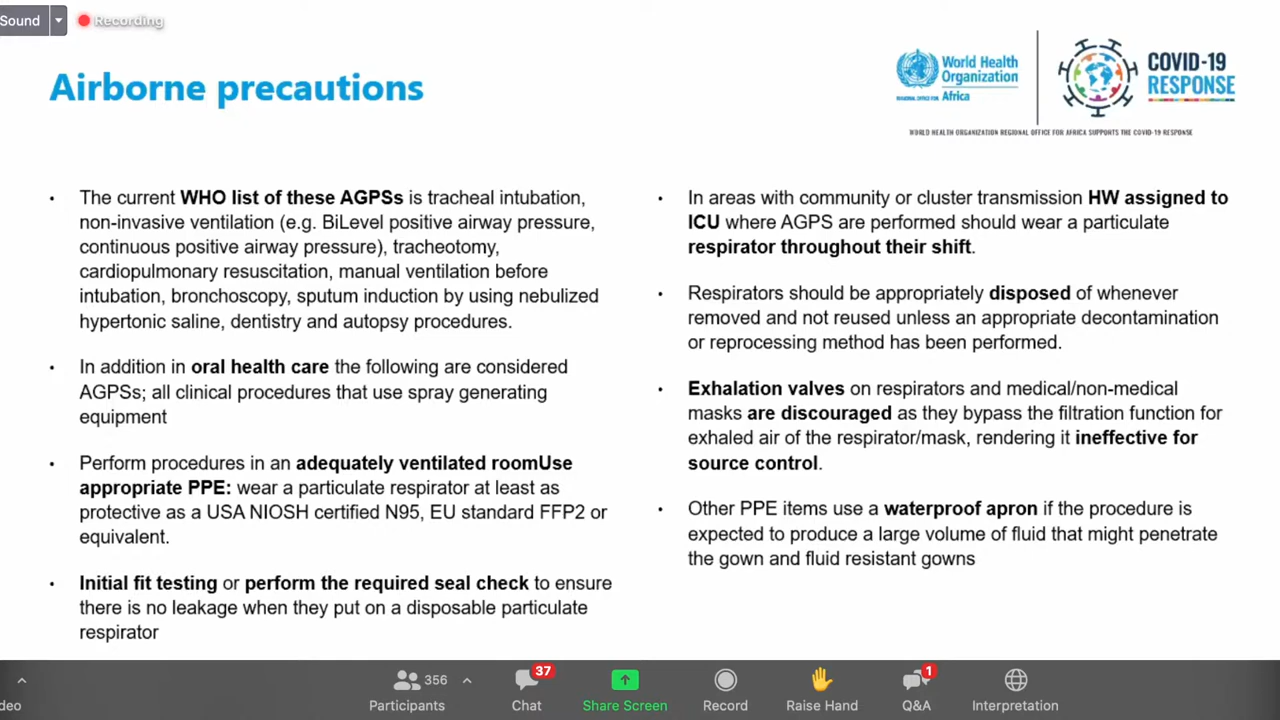 Sound
Recording
Airborne precautions
World Health
Organization
REGIONAL OFFICE FOR Africa
COVID-19
RESPONSE
WORLD HEALTH ORGANIZATION REGIONAL OFFICE FOR AFRICA SUPPORTS THE COVID-19 RESPONSE
• The current WHO list of these AGPSs is tracheal intubation,
non-invasive ventilation (e.g. BiLevel positive airway pressure,
continuous positive airway pressure), tracheotomy,
cardiopulmonary resuscitation, manual ventilation before
intubation, bronchoscopy, sputum induction by using nebulized
hypertonic saline, dentistry and autopsy procedures.
• In addition in oral health care the following are considered
AGPSs; all clinical procedures that use spray generating
equipment
• Perform procedures in an adequately ventilated roomUse
appropriate PPE: wear a particulate respirator at least as
protective as a USA NIOSH certified N95, EU standard FFP2 or
equivalent.
• Initial fit testing or perform the required seal check to ensure
there is no leakage when they put on a disposable particulate
respirator
• In areas with community or cluster transmission HW assigned to
ICU where AGPS are performed should wear a particulate
respirator throughout their shift.
• Respirators should be appropriately disposed of whenever
removed and not reused unless an appropriate decontamination
or reprocessing method has been performed.
• Exhalation valves on respirators and medical/non-medical
masks are discouraged as they bypass the filtration function for
exhaled air of the respirator/mask, rendering it ineffective for
source control.
• Other PPE items use a waterproof apron if the procedure is
expected to produce a large volume of fluid that might penetrate
the gown and fluid resistant gowns
deo
356
Participants
37
Chat
Share Screen
Record
Raise Hand
1
Q&A
Interpretation